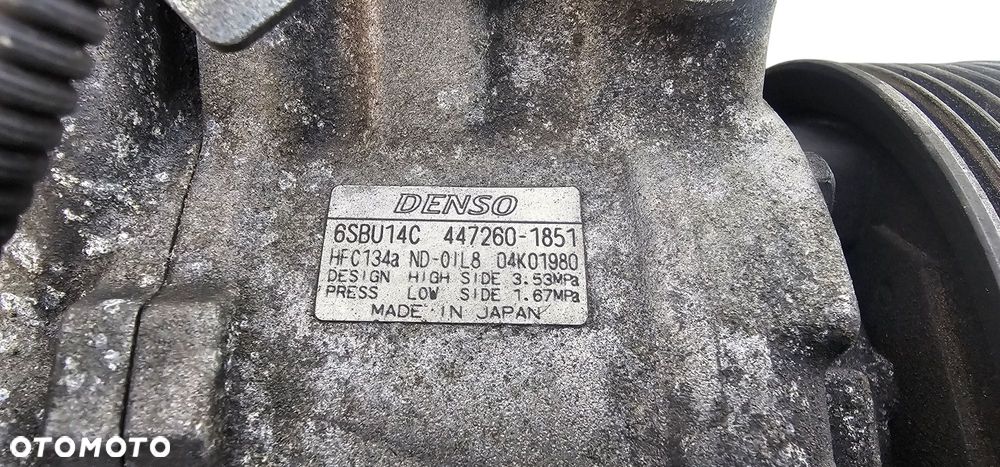 DENSO
6SBU14C 447260-1851
HFC134a ND-OIL8 04K01980
DESIGN HIGH SIDE 3.53MPa
PRESS LOW SIDE 1.67MPa
MADE IN JAPAN
OTOMOTO